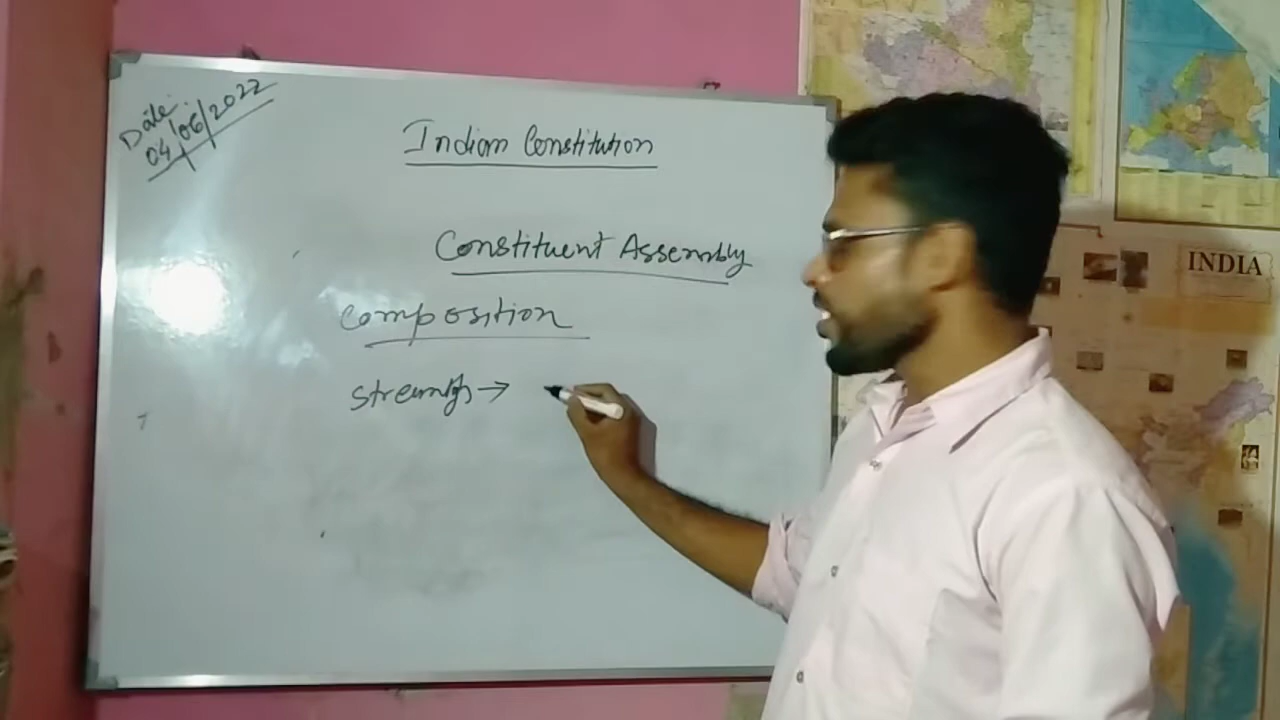 Date:
04/06/2022
Indian Constitution
Constituent Assembly
Composition
Strength →
INDIA